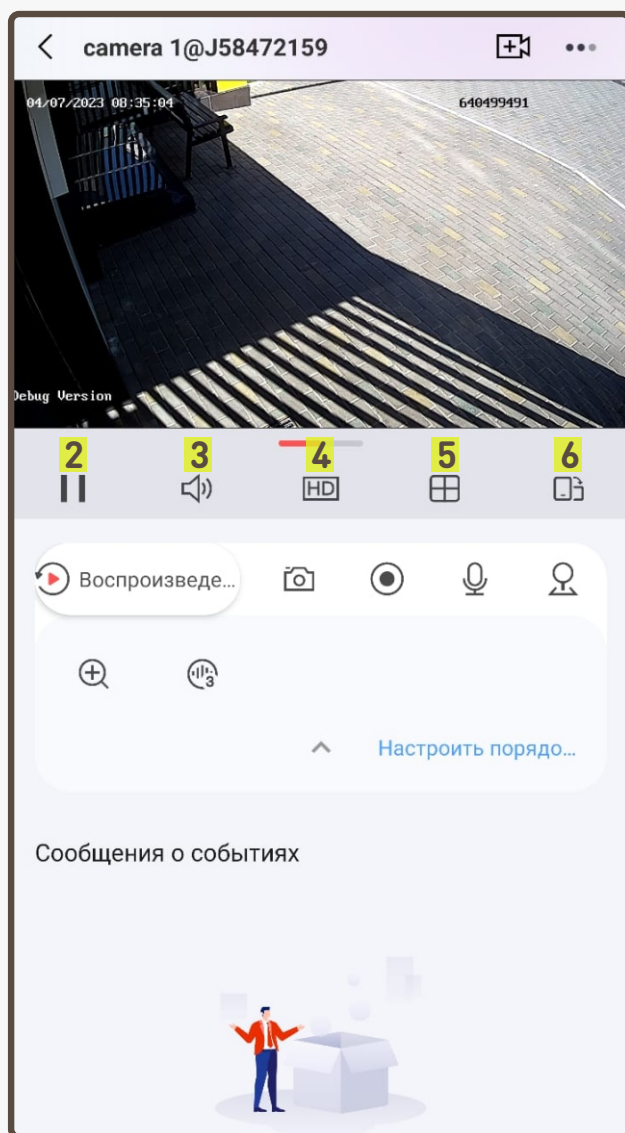 camera 1@J58472159
04/07/2023 08:35:04
640499491
Debug Version
2 3 4 5 6
HD
Воспроизведе...
3
Настроить порядо...
Сообщения о событиях